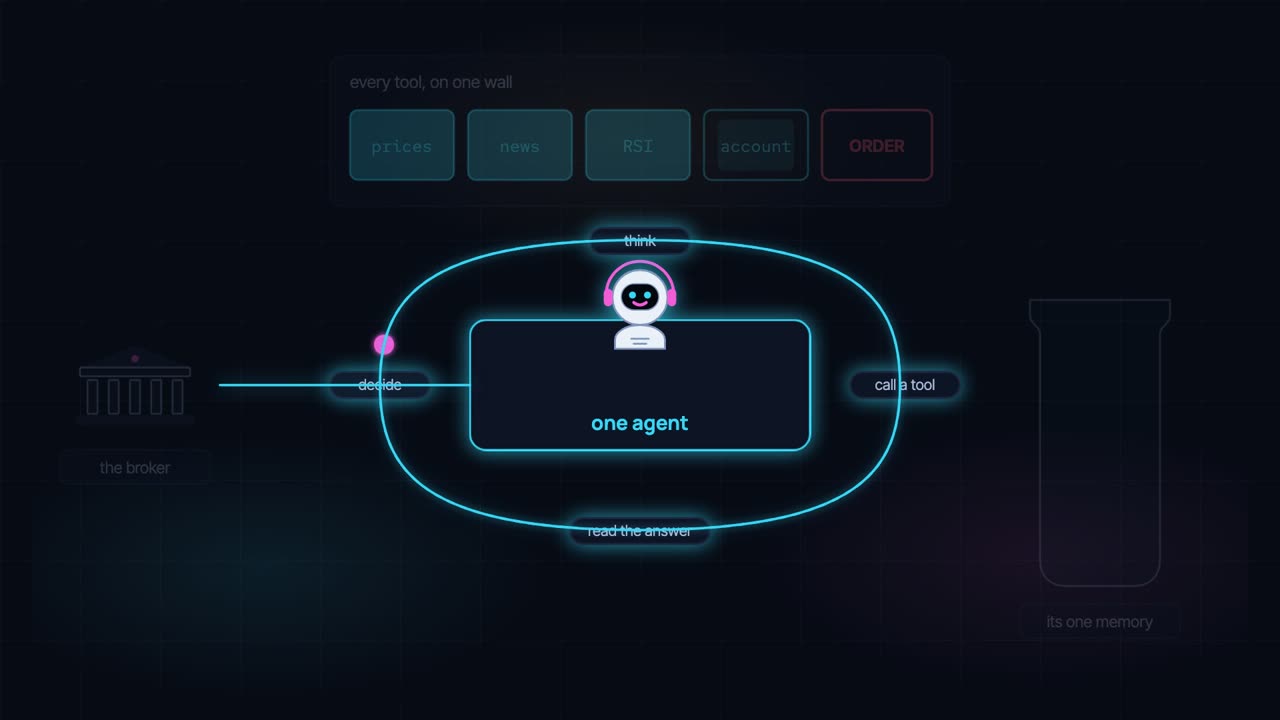 every tool, on one wall
prices
news
RSI
account
ORDER
think
decide
call a tool
one agent
the broker
read the answer
its one memory